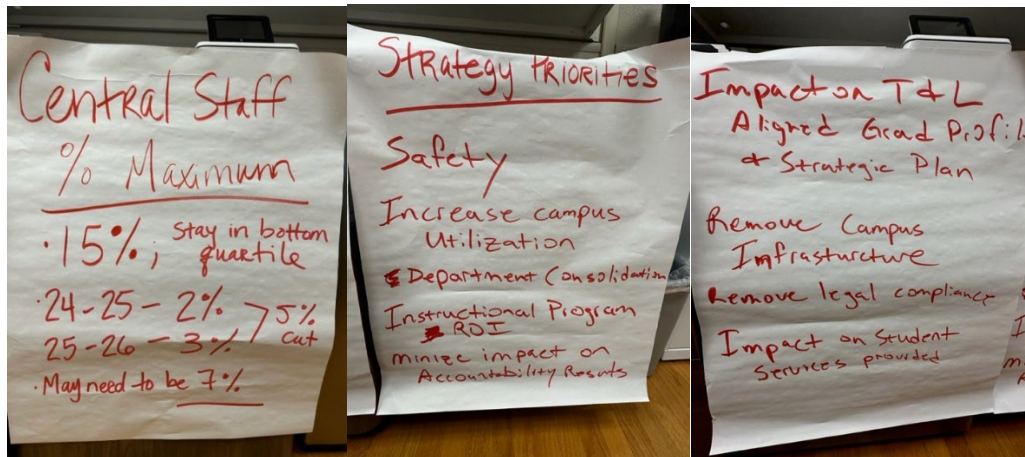 Central Staff
% Maximum
·15%; stay in bottom
quartile
·24-25 - 2%
25-26 - 3%
5%
cut
·May need to be 7%
Strategy Priorities
Safety
Increase campus
Utilization
Department Consolidation
Instructional Program
ROI
minize impact on
Accountability Results
Impact on T & L
Aligned Grad Profil
& Strategic Plan
Remove Campus
Infrasturcture
Remove legal compliance
Impact on Student
Services provided